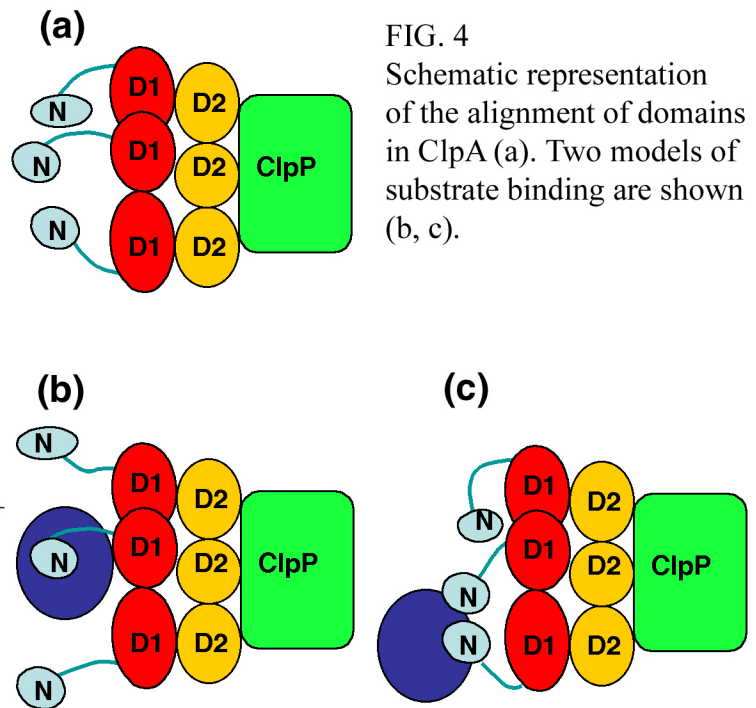 (a)
FIG. 4
Schematic representation
of the alignment of domains
in ClpA (a). Two models of
substrate binding are shown
(b, c).
N
D1
D2
N
D1
D2
ClpP
N
D1
D2
(b)
N
D1
D2
N
D1
D2
ClpP
D1
D2
N
(c)
D1
D2
N
D1
D2
ClpP
N
N
D1
D2